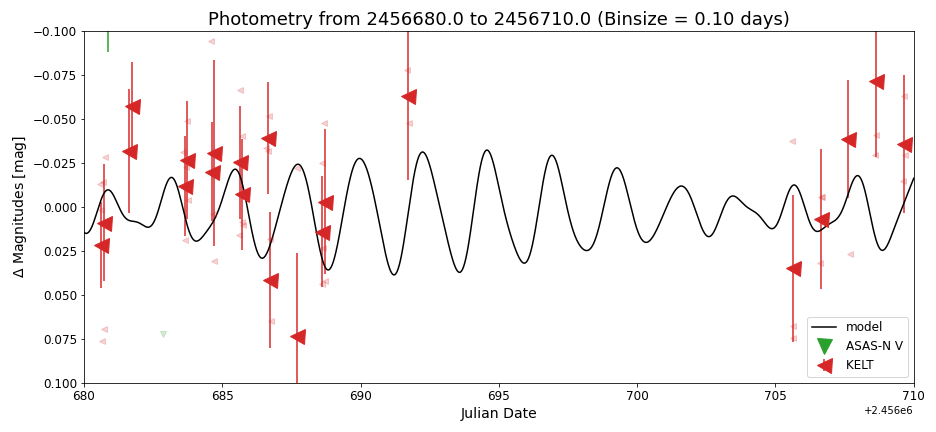 Photometry from 2456680.0 to 2456710.0 (Binsize = 0.10 days)
Δ Magnitudes [mag]
−0.100
−0.075
−0.050
−0.025
0.000
0.025
0.050
0.075
0.100
model
ASAS-N V
KELT
680
685
690
695
700
705
710
+2.456e6
Julian Date